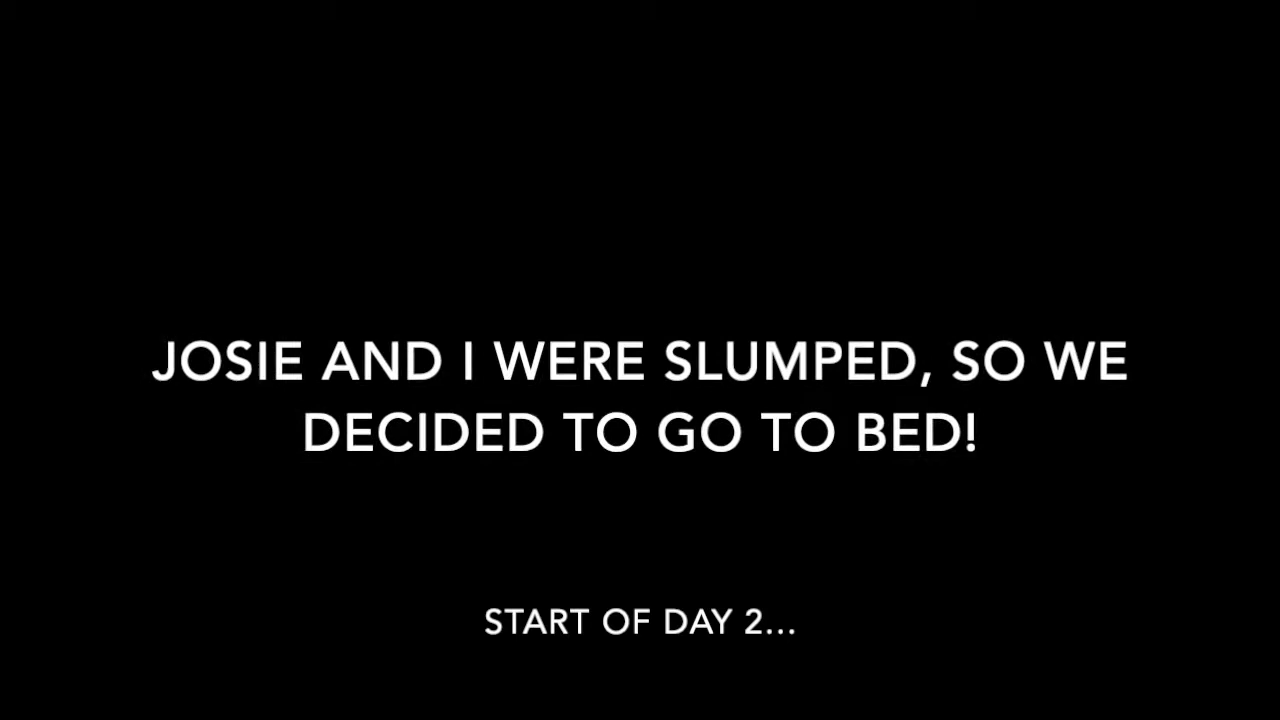 JOSIE AND I WERE SLUMPED, SO WE
DECIDED TO GO TO BED!
START OF DAY 2...